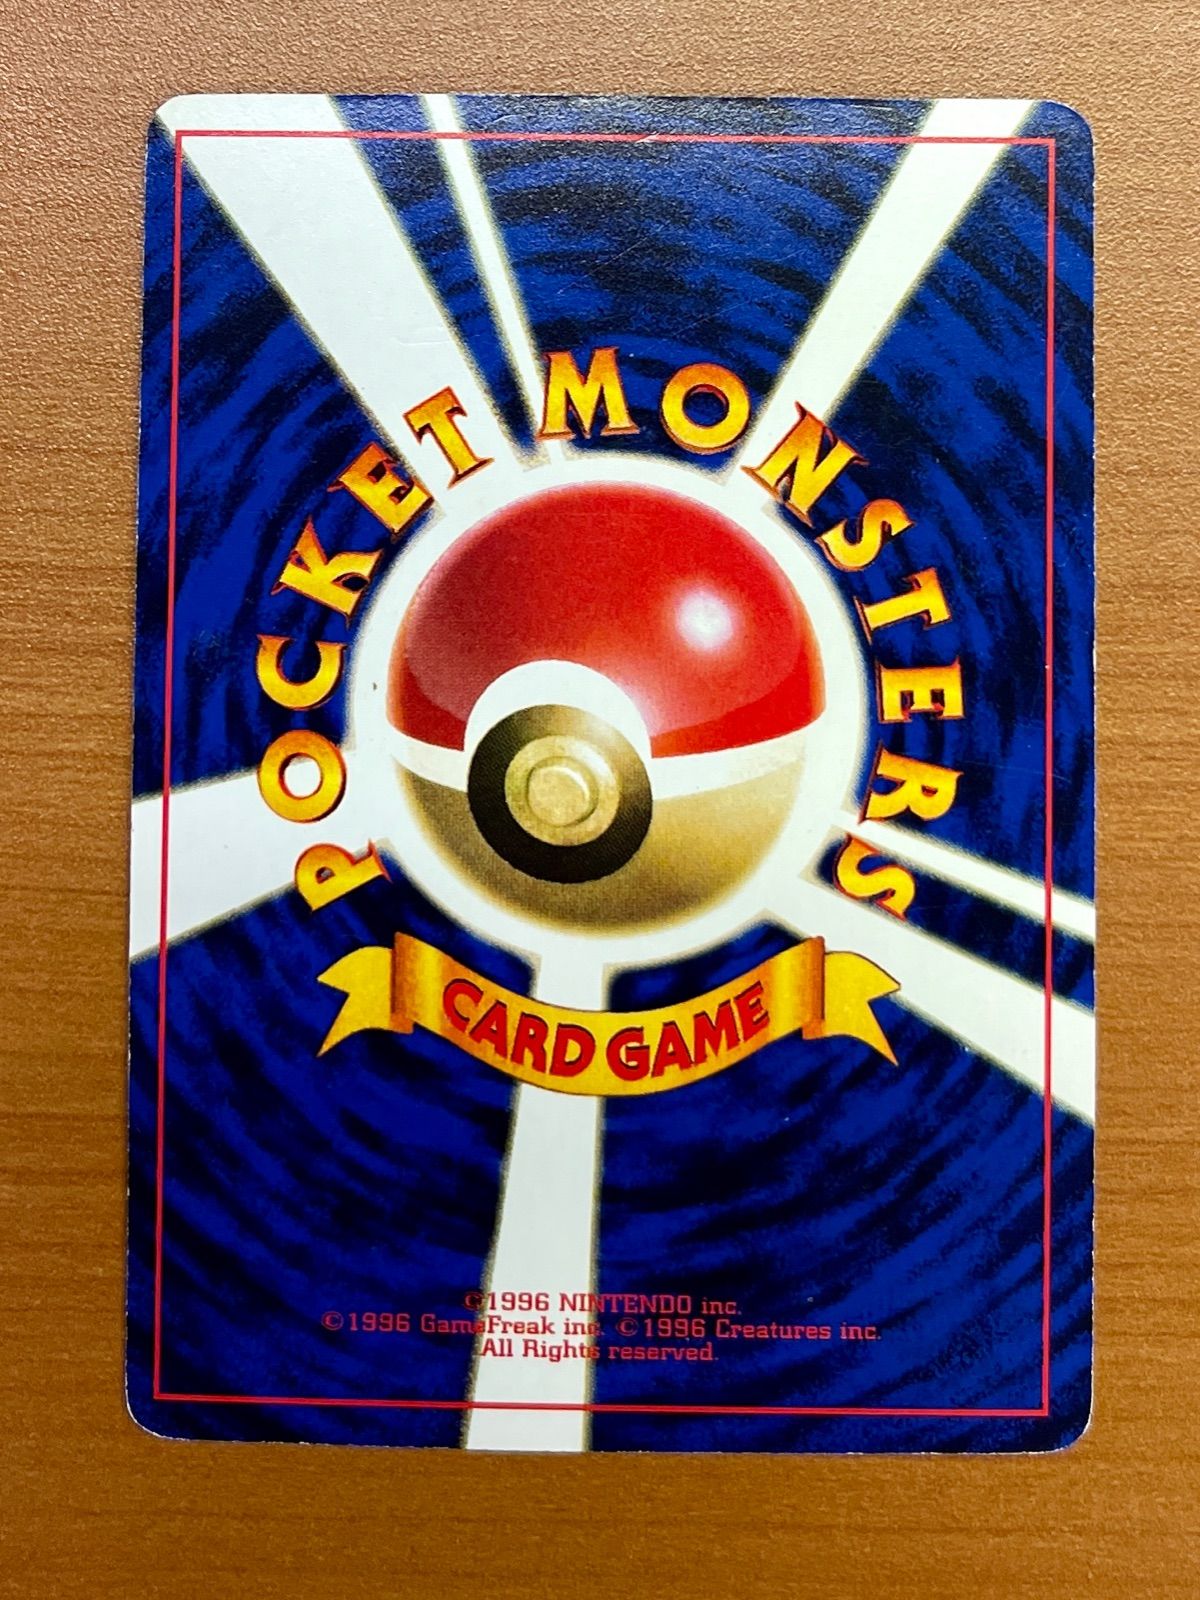 POCKET MONSTERS
CARD GAME
©1996 NINTENDO inc.
©1996 GameFreak inc. ©1996 Creatures inc.
All Rights reserved.